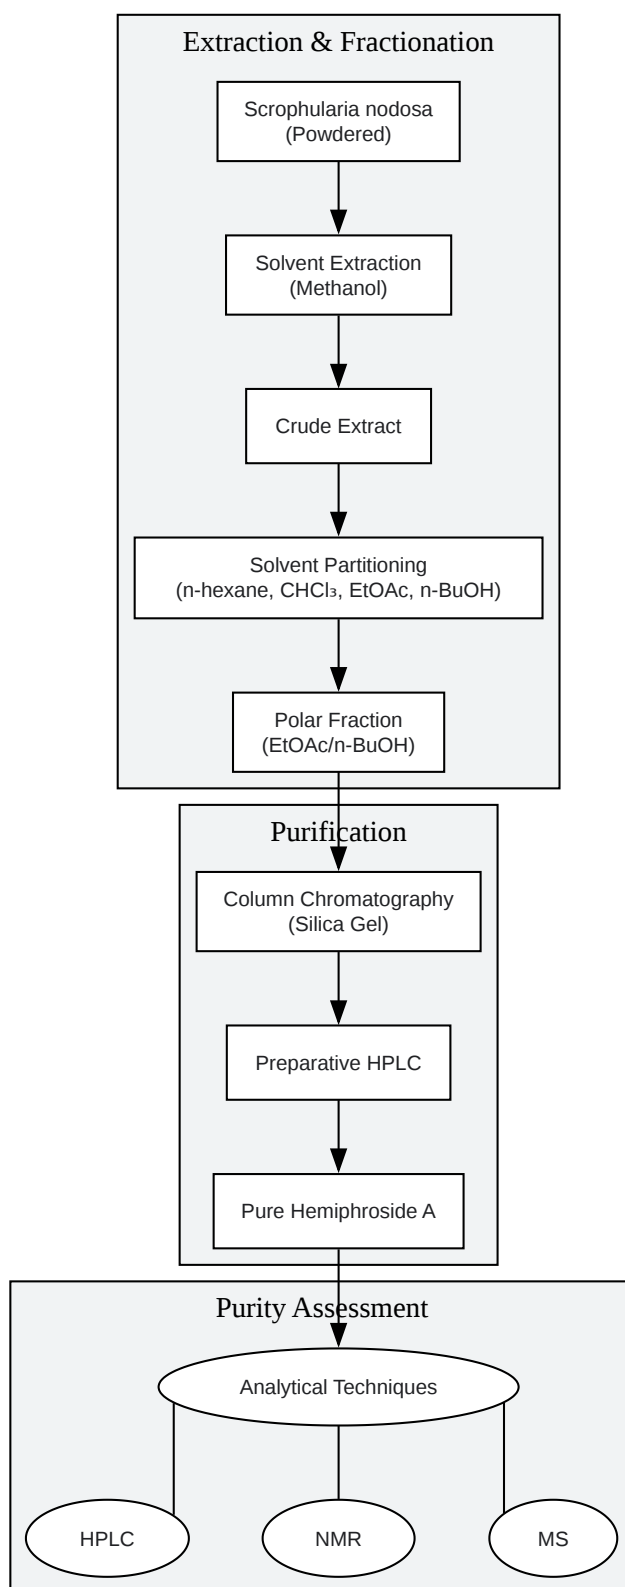 Extraction & Fractionation
Scrophularia nodosa
(Powdered)
Solvent Extraction
(Methanol)
Crude Extract
Solvent Partitioning
(n-hexane, CHCl₃, EtOAc, n-BuOH)
Polar Fraction
(EtOAc/n-BuOH)
Purification
Column Chromatography
(Silica Gel)
Preparative HPLC
Pure Hemiphroside A
Purity Assessment
Analytical Techniques
HPLC
NMR
MS